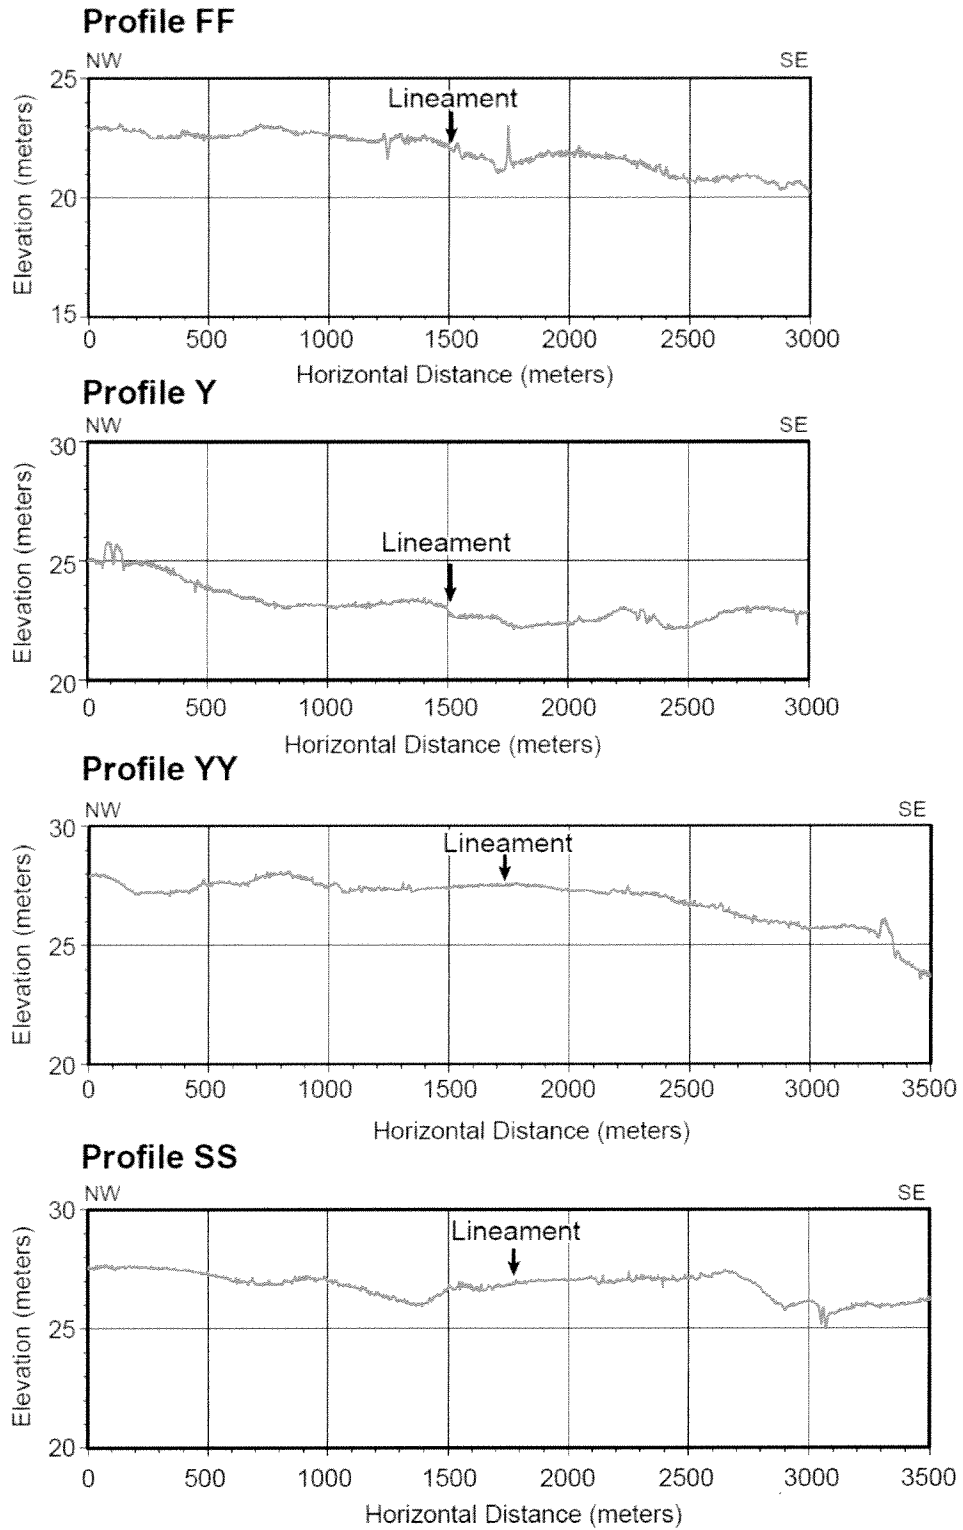 Profile FF
NW SE
25
Lineament
20
15
0 500 1000 1500 2000 2500 3000
Elevation (meters)
Horizontal Distance (meters)
Profile Y
NW SE
30
Lineament
25
20
0 500 1000 1500 2000 2500 3000
Elevation (meters)
Horizontal Distance (meters)
Profile YY
NW SE
30
Lineament
25
20
0 500 1000 1500 2000 2500 3000 3500
Elevation (meters)
Horizontal Distance (meters)
Profile SS
NW SE
30
Lineament
25
20
0 500 1000 1500 2000 2500 3000 3500
Elevation (meters)
Horizontal Distance (meters)